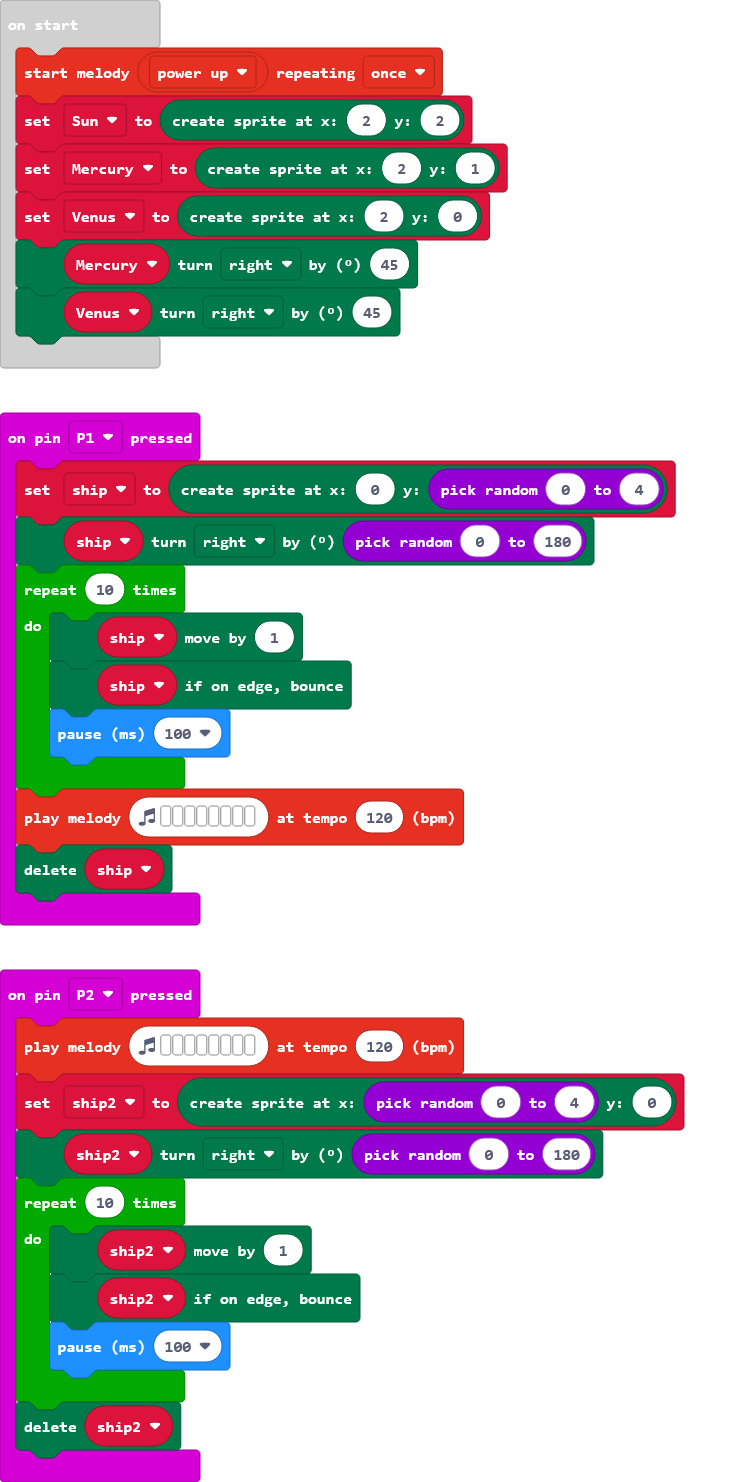 on start
start melody power up repeating once
set Sun to create sprite at x: 2 y: 2
set Mercury to create sprite at x: 2 y: 1
set Venus to create sprite at x: 2 y: 0
Mercury turn right by (º) 45
Venus turn right by (º) 45
on pin P1 pressed
set ship to create sprite at x: 0 y: pick random 0 to 4
ship turn right by (º) pick random 0 to 180
repeat 10 times
do
ship move by 1
ship if on edge, bounce
pause (ms) 100
play melody at tempo 120 (bpm)
delete ship
on pin P2 pressed
play melody at tempo 120 (bpm)
set ship2 to create sprite at x: pick random 0 to 4 y: 0
ship2 turn right by (º) pick random 0 to 180
repeat 10 times
do
ship2 move by 1
ship2 if on edge, bounce
pause (ms) 100
delete ship2